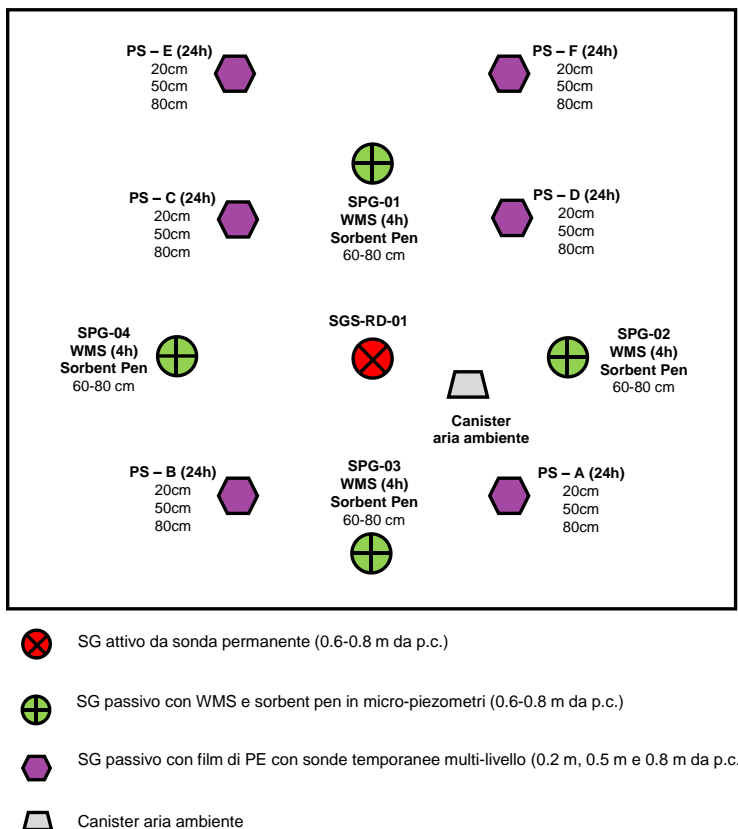 PS – E (24h)
20cm
50cm
80cm
PS – F (24h)
20cm
50cm
80cm
PS – C (24h)
20cm
50cm
80cm
SPG-01
WMS (4h)
Sorbent Pen
60-80 cm
PS – D (24h)
20cm
50cm
80cm
SPG-04
WMS (4h)
Sorbent Pen
60-80 cm
SGS-RD-01
SPG-02
WMS (4h)
Sorbent Pen
60-80 cm
Canister
aria ambiente
PS – B (24h)
20cm
50cm
80cm
SPG-03
WMS (4h)
Sorbent Pen
60-80 cm
PS – A (24h)
20cm
50cm
80cm
SG attivo da sonda permanente (0.6-0.8 m da p.c.)
SG passivo con WMS e sorbent pen in micro-piezometri (0.6-0.8 m da p.c.)
SG passivo con film di PE con sonde temporanee multi-livello (0.2 m, 0.5 m e 0.8 m da p.c.
Canister aria ambiente